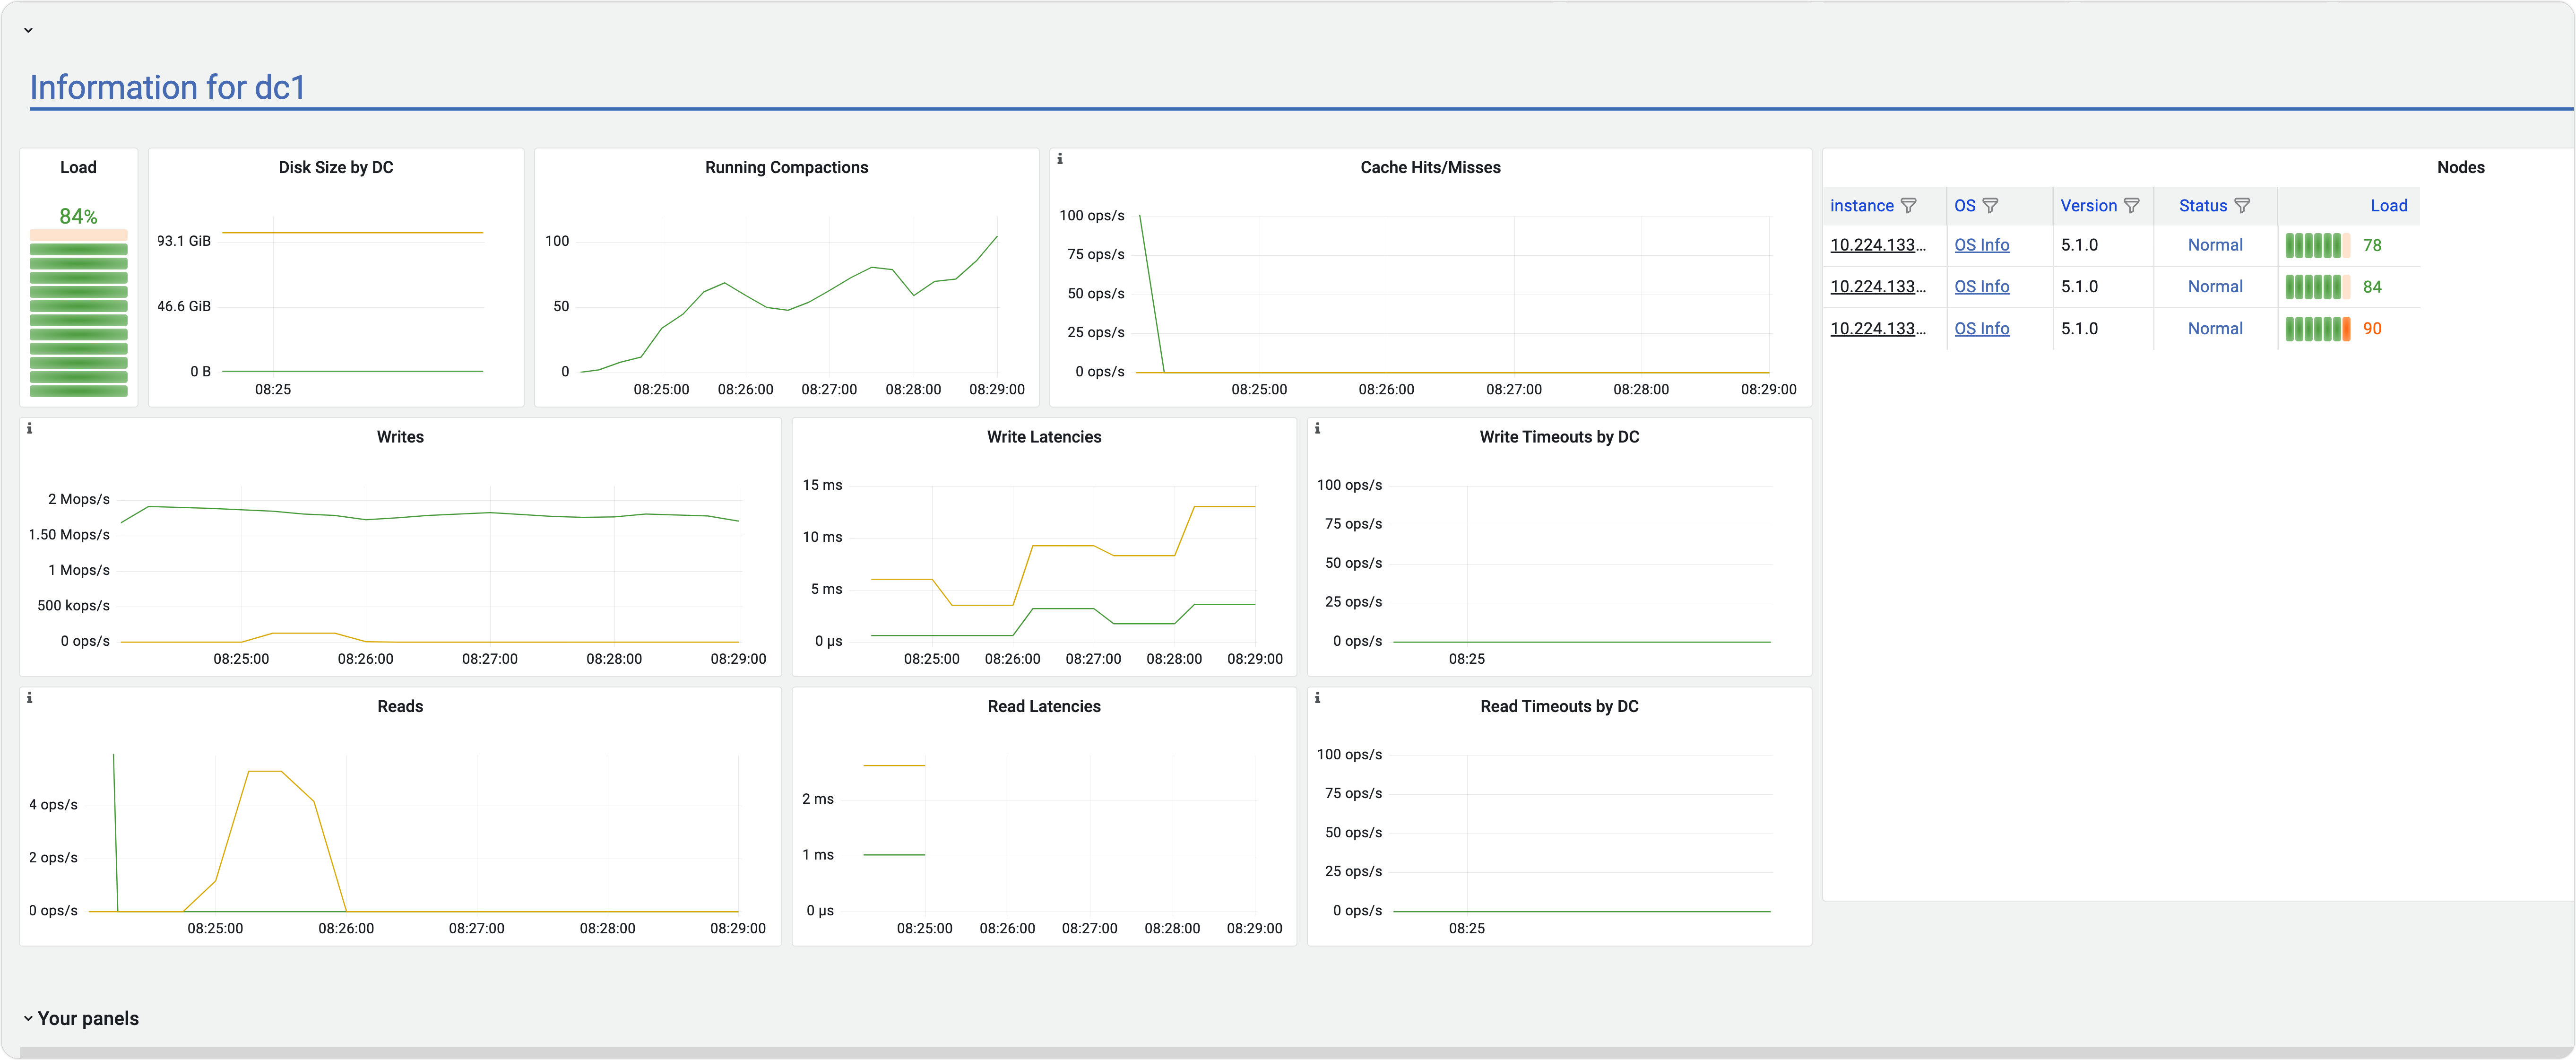 Information for dc1
Load
84%
Disk Size by DC
93.1 GiB
46.6 GiB
0 B
08:25
Running Compactions
100
50
0
08:25:00 08:26:00 08:27:00 08:28:00 08:29:00
Cache Hits/Misses
100 ops/s
75 ops/s
50 ops/s
25 ops/s
0 ops/s
08:25:00 08:26:00 08:27:00 08:28:00 08:29:00
Nodes
instance OS Version Status Load
10.224.133... OS Info 5.1.0 Normal 78
10.224.133... OS Info 5.1.0 Normal 84
10.224.133... OS Info 5.1.0 Normal 90
Writes
2 Mops/s
1.50 Mops/s
1 Mops/s
500 kops/s
0 ops/s
08:25:00 08:26:00 08:27:00 08:28:00 08:29:00
Write Latencies
15 ms
10 ms
5 ms
0 µs
08:25:00 08:26:00 08:27:00 08:28:00 08:29:00
Write Timeouts by DC
100 ops/s
75 ops/s
50 ops/s
25 ops/s
0 ops/s
08:25
Reads
4 ops/s
2 ops/s
0 ops/s
08:25:00 08:26:00 08:27:00 08:28:00 08:29:00
Read Latencies
2 ms
1 ms
0 µs
08:25:00 08:26:00 08:27:00 08:28:00 08:29:00
Read Timeouts by DC
100 ops/s
75 ops/s
50 ops/s
25 ops/s
0 ops/s
08:25
Your panels